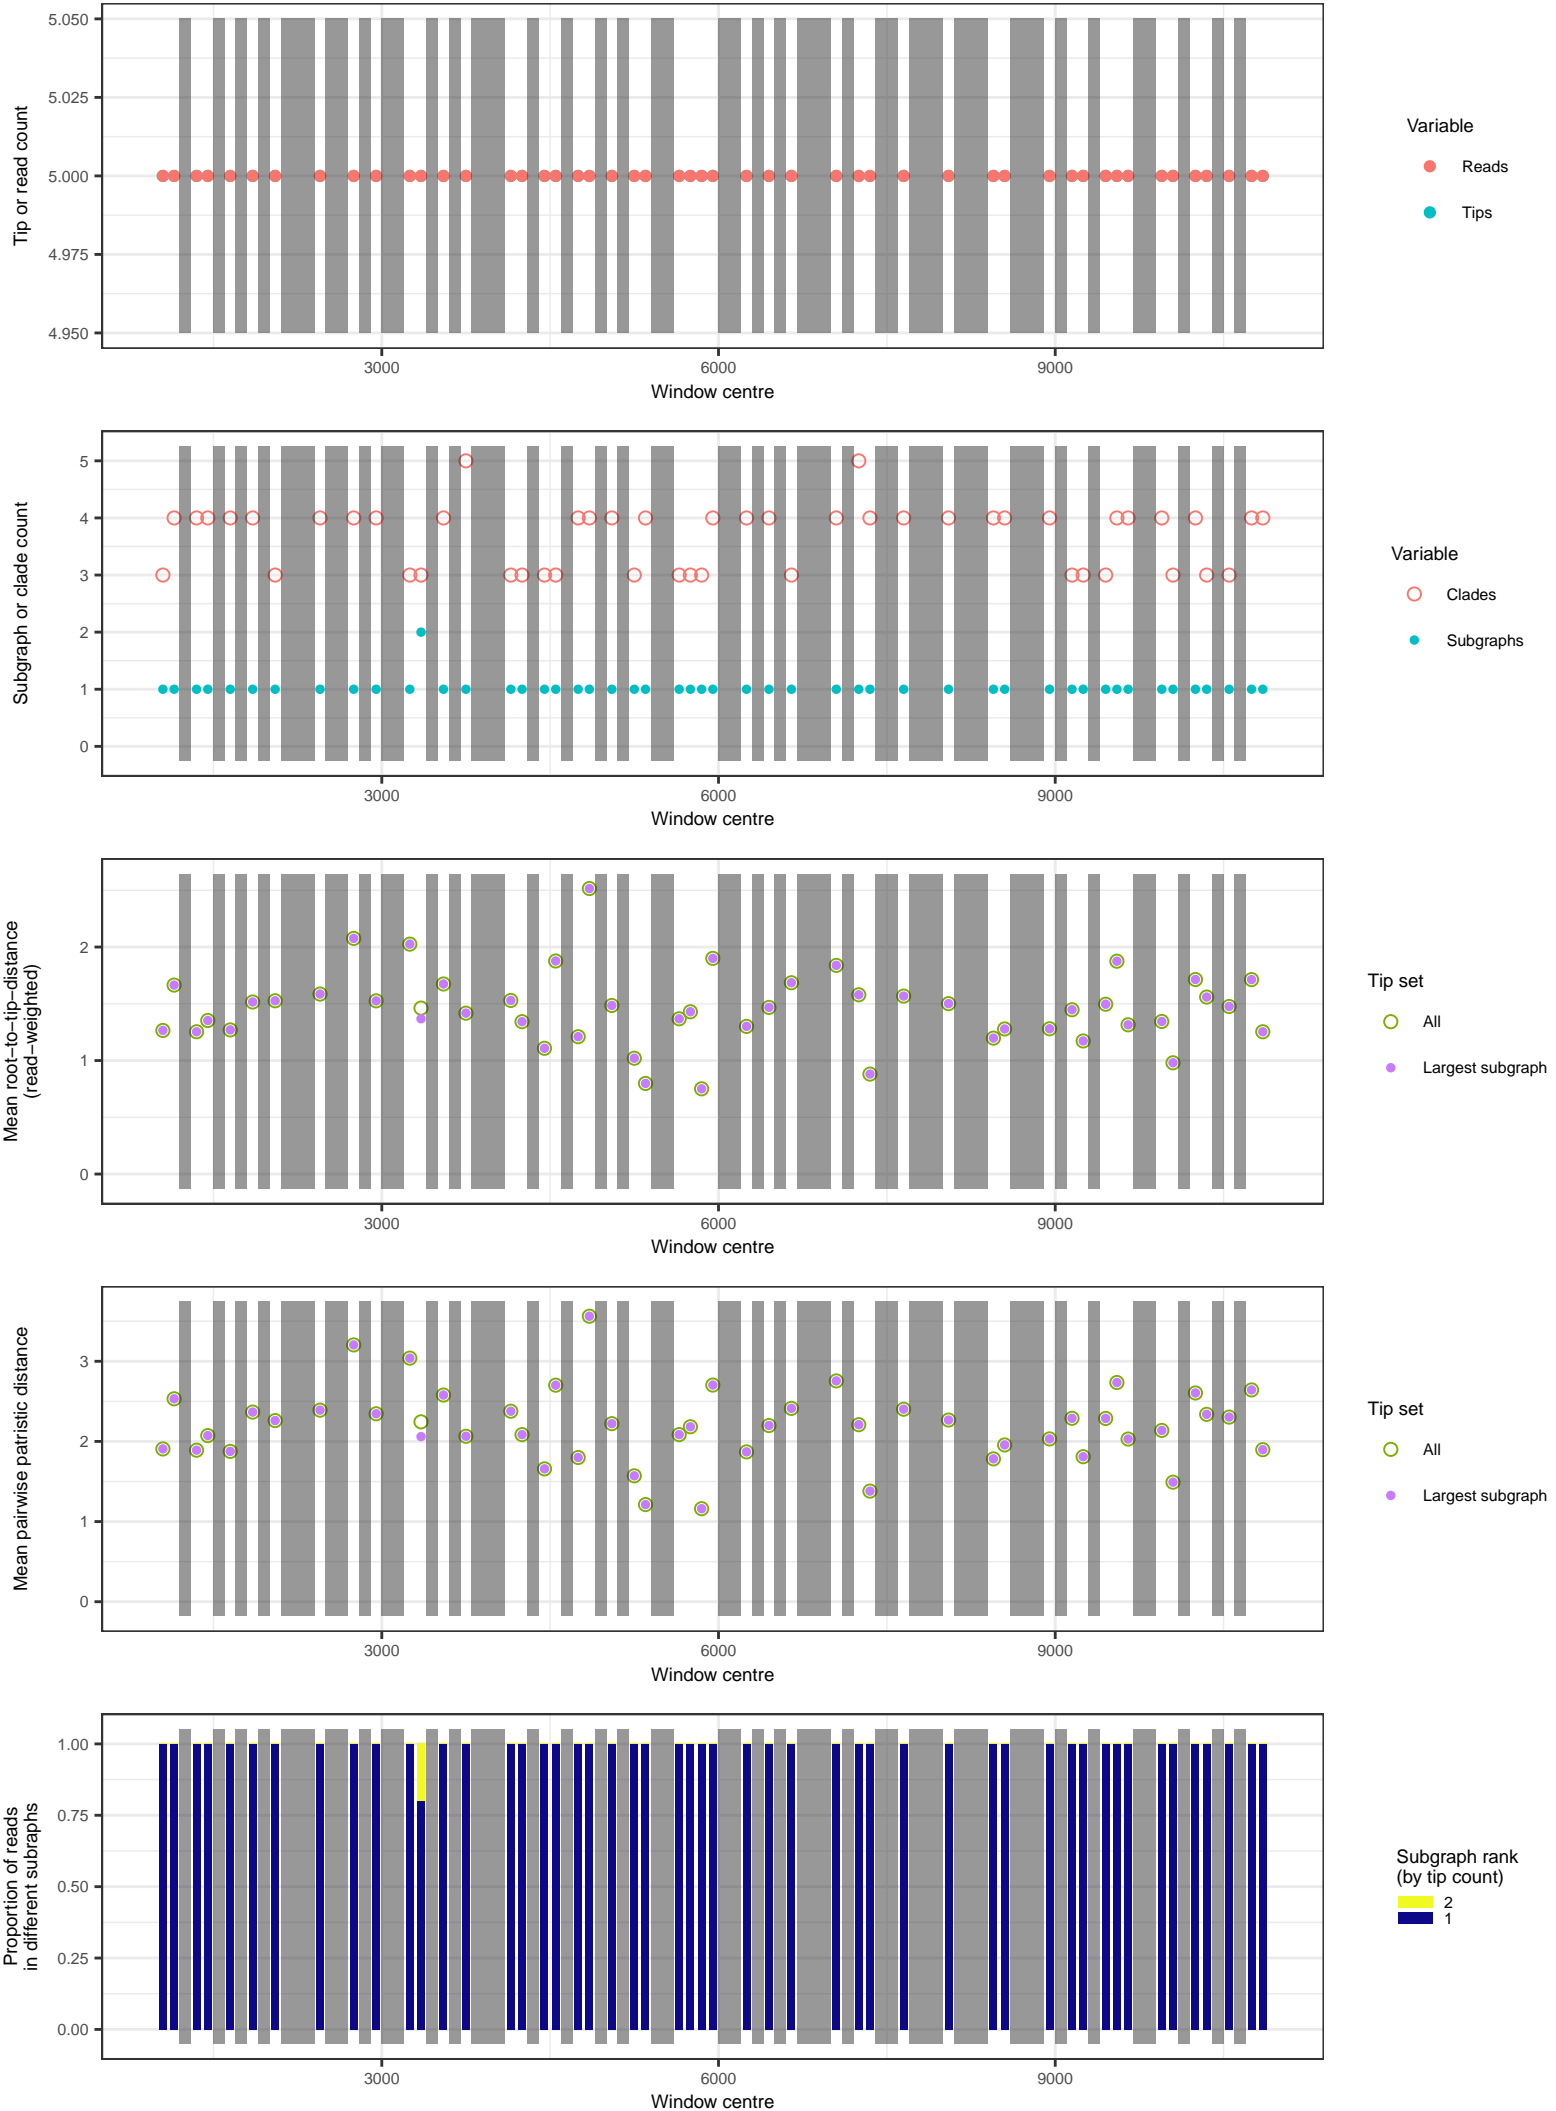 5.050
5.025
5.000
4.975
4.950
Tip or read count
3000 6000 9000
Window centre
Variable
Reads
Tips
5
4
3
2
1
0
Subgraph or clade count
3000 6000 9000
Window centre
Variable
Clades
Subgraphs
2
1
0
Mean root−to−tip−distance
(read−weighted)
3000 6000 9000
Window centre
Tip set
All
Largest subgraph
3
2
1
0
Mean pairwise patristic distance
3000 6000 9000
Window centre
Tip set
All
Largest subgraph
1.00
0.75
0.50
0.25
0.00
Proportion of reads
in different subraphs
3000 6000 9000
Window centre
Subgraph rank
(by tip count)
2
1